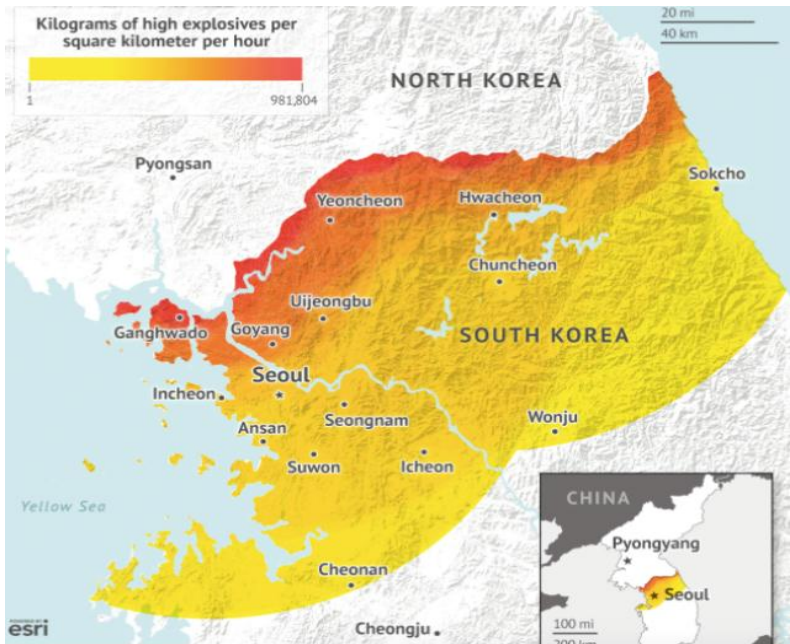 Kilograms of high explosives per
square kilometer per hour
1
981,804
20 mi
40 km
NORTH KOREA
Pyongsan
Yeoncheon
Hwacheon
Sokcho
Chuncheon
Uijeongbu
Ganghwado
Goyang
SOUTH KOREA
Seoul
Incheon
Seongnam
Wonju
Ansan
Suwon
Icheon
Yellow Sea
Cheonan
Cheongju
CHINA
Pyongyang
Seoul
100 mi
200 km
esri